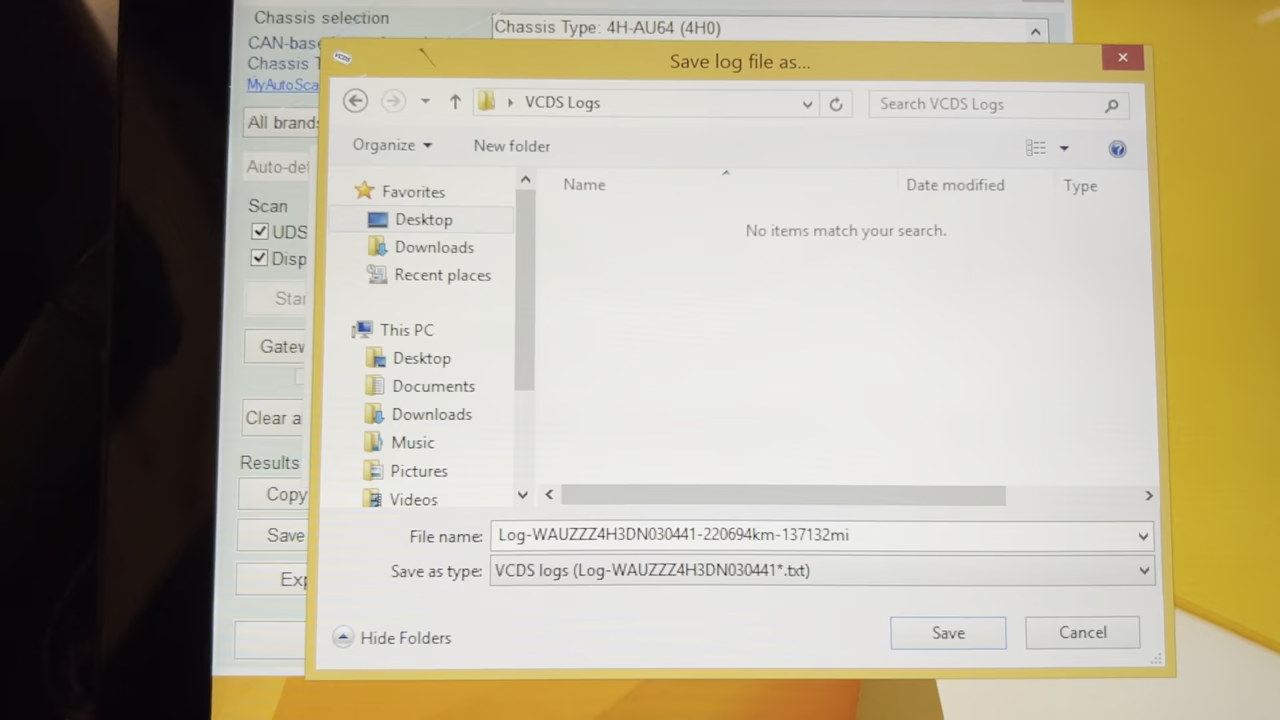 Chassis selection
Chassis Type: 4H-AU64 (4H0)
CAN-base
Chassis T
MyAutoSca
All brands
Auto-det
Scan
UDS
Disp
Star
Gatew
Clear a
Results
Copy
Save
Exp
VCDS
Save log file as...
VCDS Logs
Search VCDS Logs
Organize
New folder
Name
Date modified
Type
No items match your search.
Favorites
Desktop
Downloads
Recent places
This PC
Desktop
Documents
Downloads
Music
Pictures
Videos
File name: Log-WAUZZZ4H3DN030441-220694km-137132mi
Save as type: VCDS logs (Log-WAUZZZ4H3DN030441*.txt)
Hide Folders
Save
Cancel